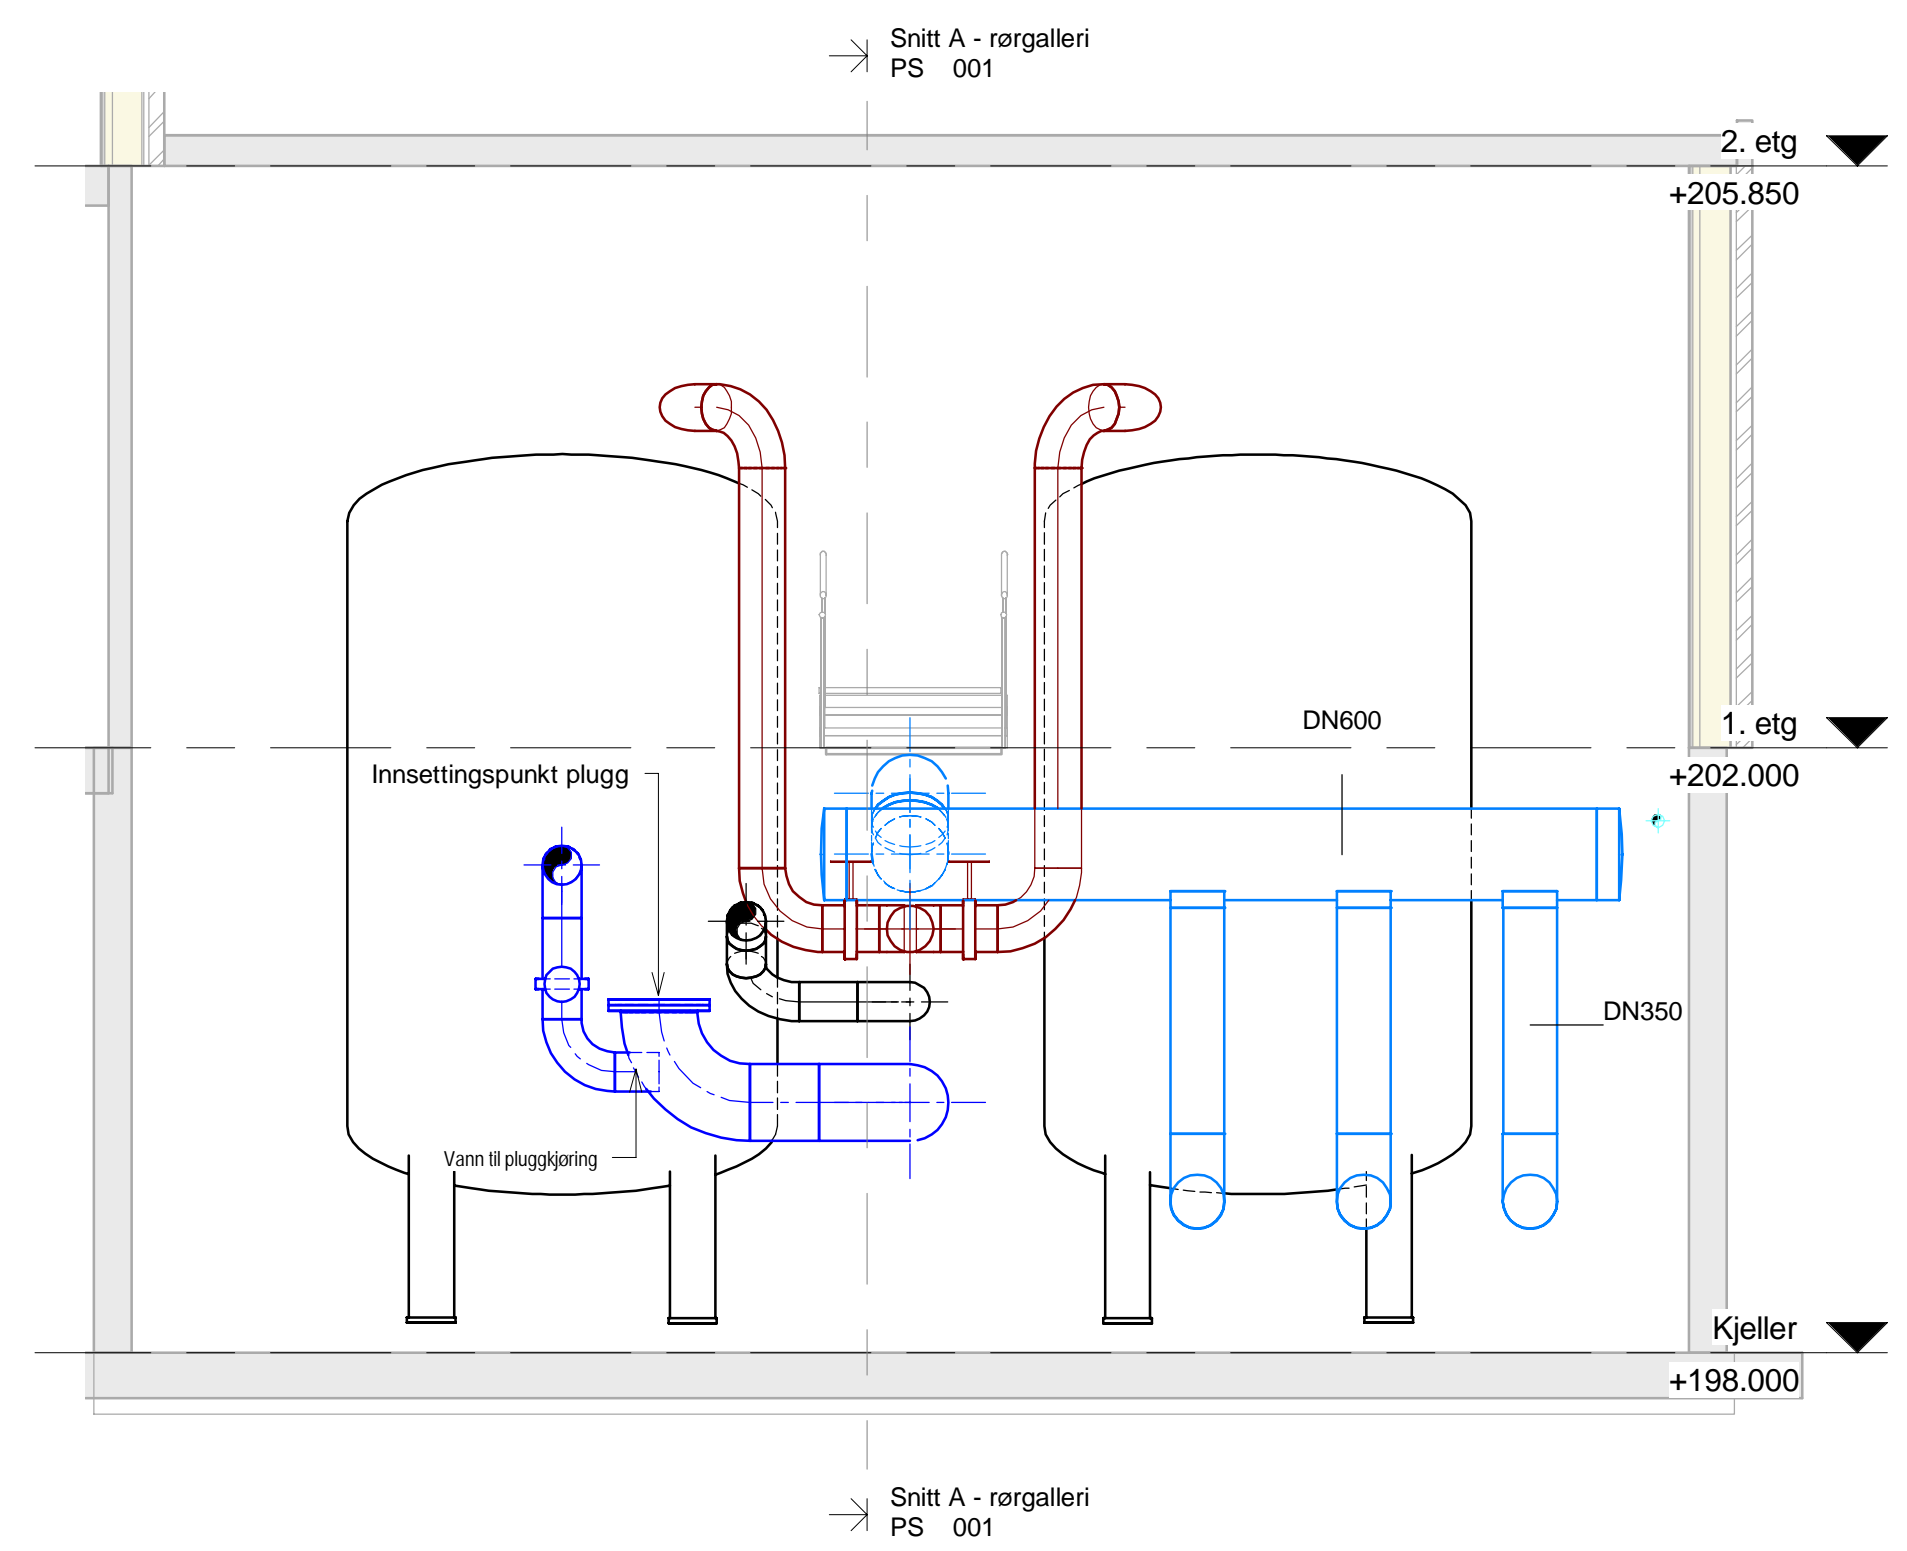 Snitt A - rørgalleri
PS 001
2. etg
+205.850
DN600
1. etg
+202.000
Innsettingspunkt plugg
DN350
Vann til pluggkjøring
Kjeller
+198.000
Snitt A - rørgalleri
PS 001